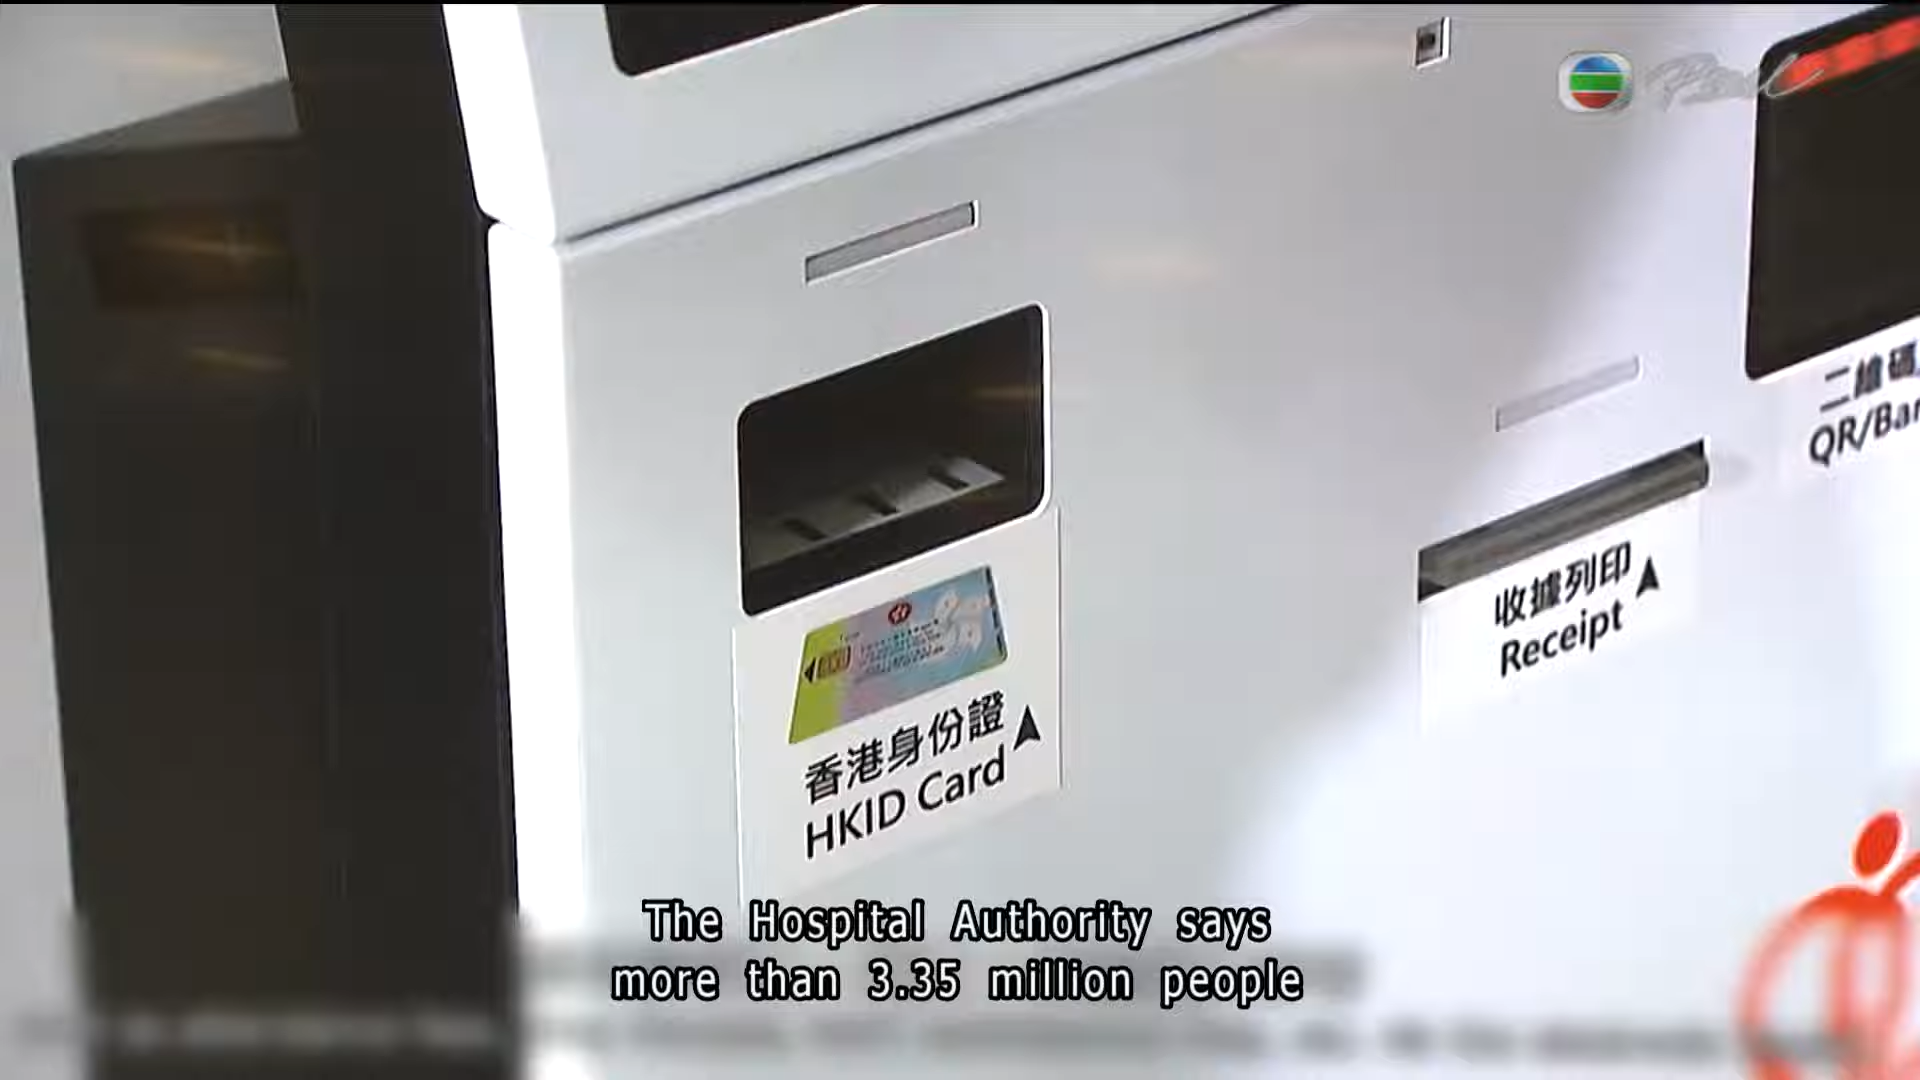 Pearl
二維碼
QR/Bar
收據列印
Receipt
香港身份證
HKID Card
The Hospital Authority says
more than 3.35 million people